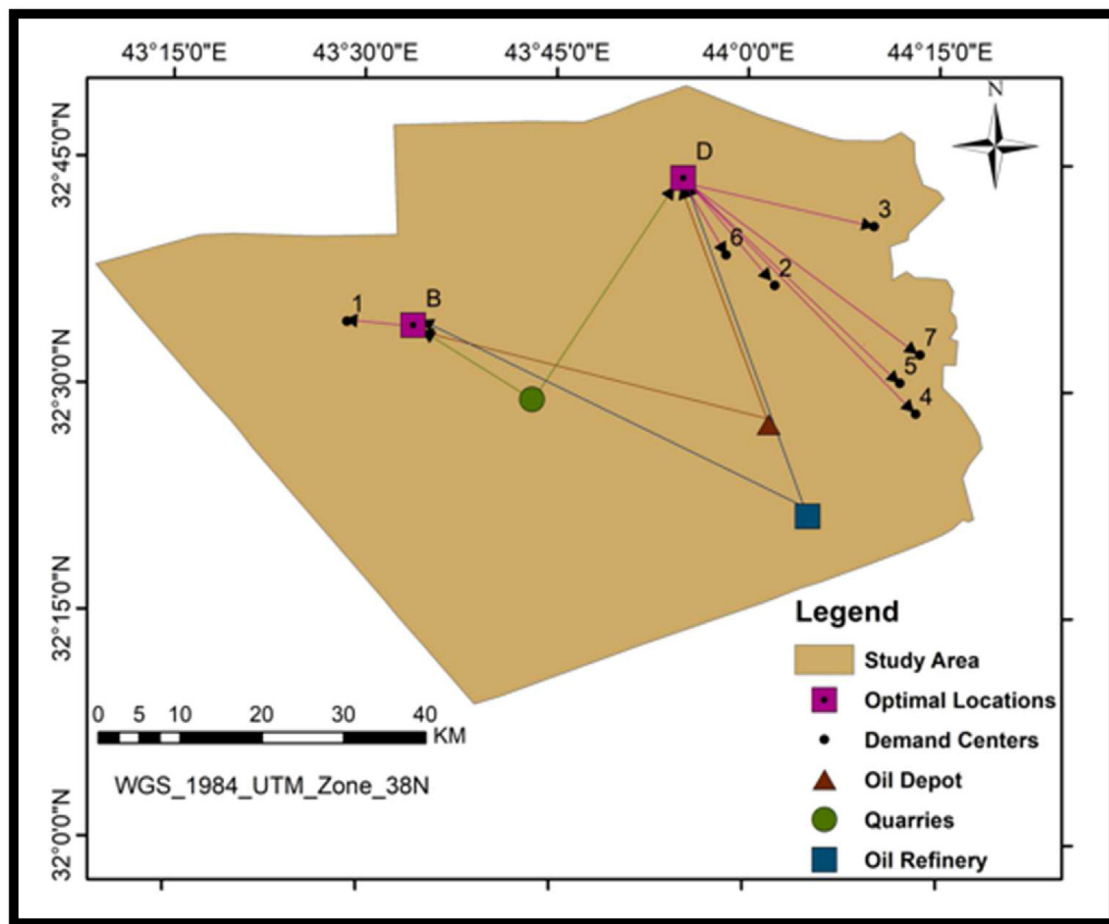 43°15'0"E 43°30'0"E 43°45'0"E 44°0'0"E 44°15'0"E
N
32°45'0"N
32°30'0"N
32°15'0"N
32°0'0"N
D
3
6
2
B
1
7
5
4
Legend
Study Area
Optimal Locations
Demand Centers
Oil Depot
Quarries
Oil Refinery
0 5 10 20 30 40
KM
WGS_1984_UTM_Zone_38N